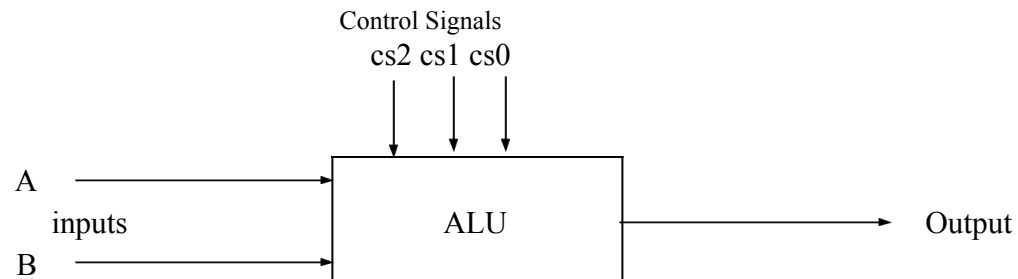 Control Signals
cs2 cs1 cs0
A
inputs
ALU
Output
B